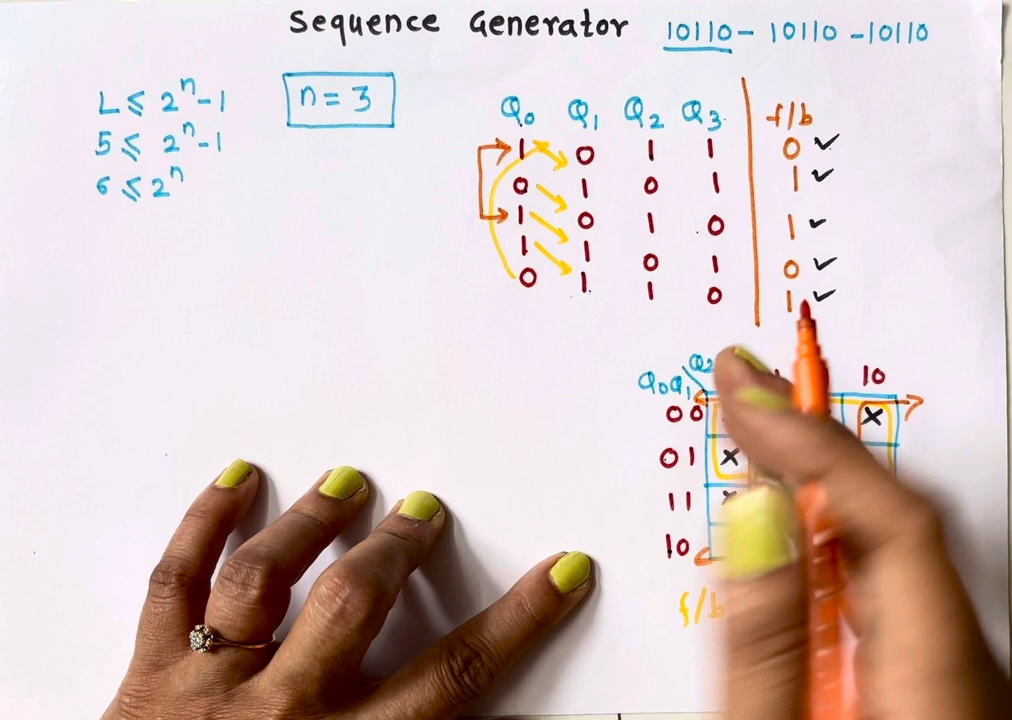 Sequence Generator 10110 - 10110 - 10110
L ≤ 2^n - 1
5 ≤ 2^n - 1
6 ≤ 2^n
n = 3
Q0 Q1 Q2 Q3 f/b
1 0 1 1 0 ✓
0 1 0 1 1 ✓
1 0 1 0 1 ✓
1 1 0 1 0 ✓
0 1 1 0 1 ✓
Q0Q1 Q2 10
00 X
01 X
11
10
f/b